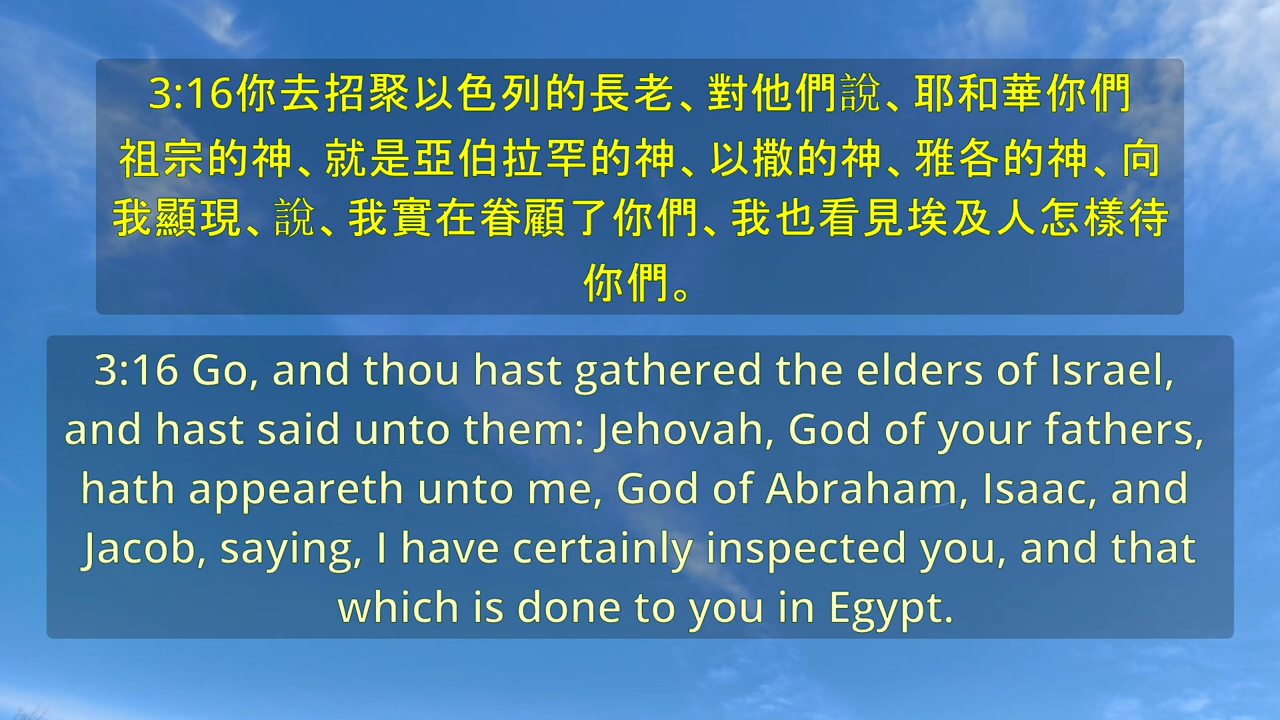 3:16你去招聚以色列的長老、對他們說、耶和華你們
祖宗的神、就是亞伯拉罕的神、以撒的神、雅各的神、向
我顯現、說、我實在眷顧了你們、我也看見埃及人怎樣待
你們。
3:16 Go, and thou hast gathered the elders of Israel,
and hast said unto them: Jehovah, God of your fathers,
hath appeareth unto me, God of Abraham, Isaac, and
Jacob, saying, I have certainly inspected you, and that
which is done to you in Egypt.